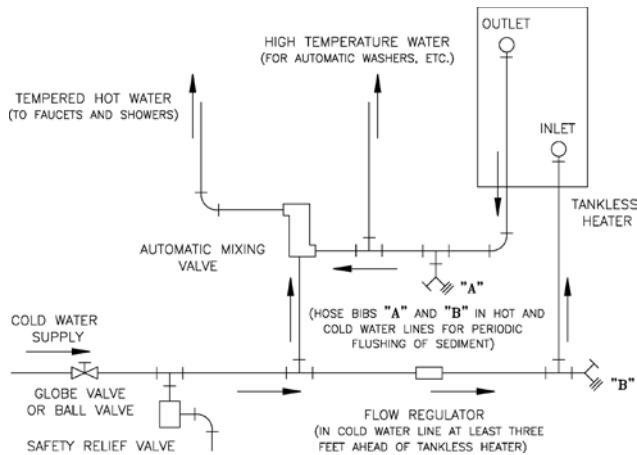 OUTLET
HIGH TEMPERATURE WATER
(FOR AUTOMATIC WASHERS, ETC.)
TEMPERED HOT WATER
(TO FAUCETS AND SHOWERS)
INLET
TANKLESS
HEATER
AUTOMATIC MIXING
VALVE
"A"
(HOSE BIBS "A" AND "B" IN HOT AND
COLD WATER LINES FOR PERIODIC
FLUSHING OF SEDIMENT)
COLD WATER
SUPPLY
"B"
GLOBE VALVE
OR BALL VALVE
FLOW REGULATOR
(IN COLD WATER LINE AT LEAST THREE
FEET AHEAD OF TANKLESS HEATER)
SAFETY RELIEF VALVE